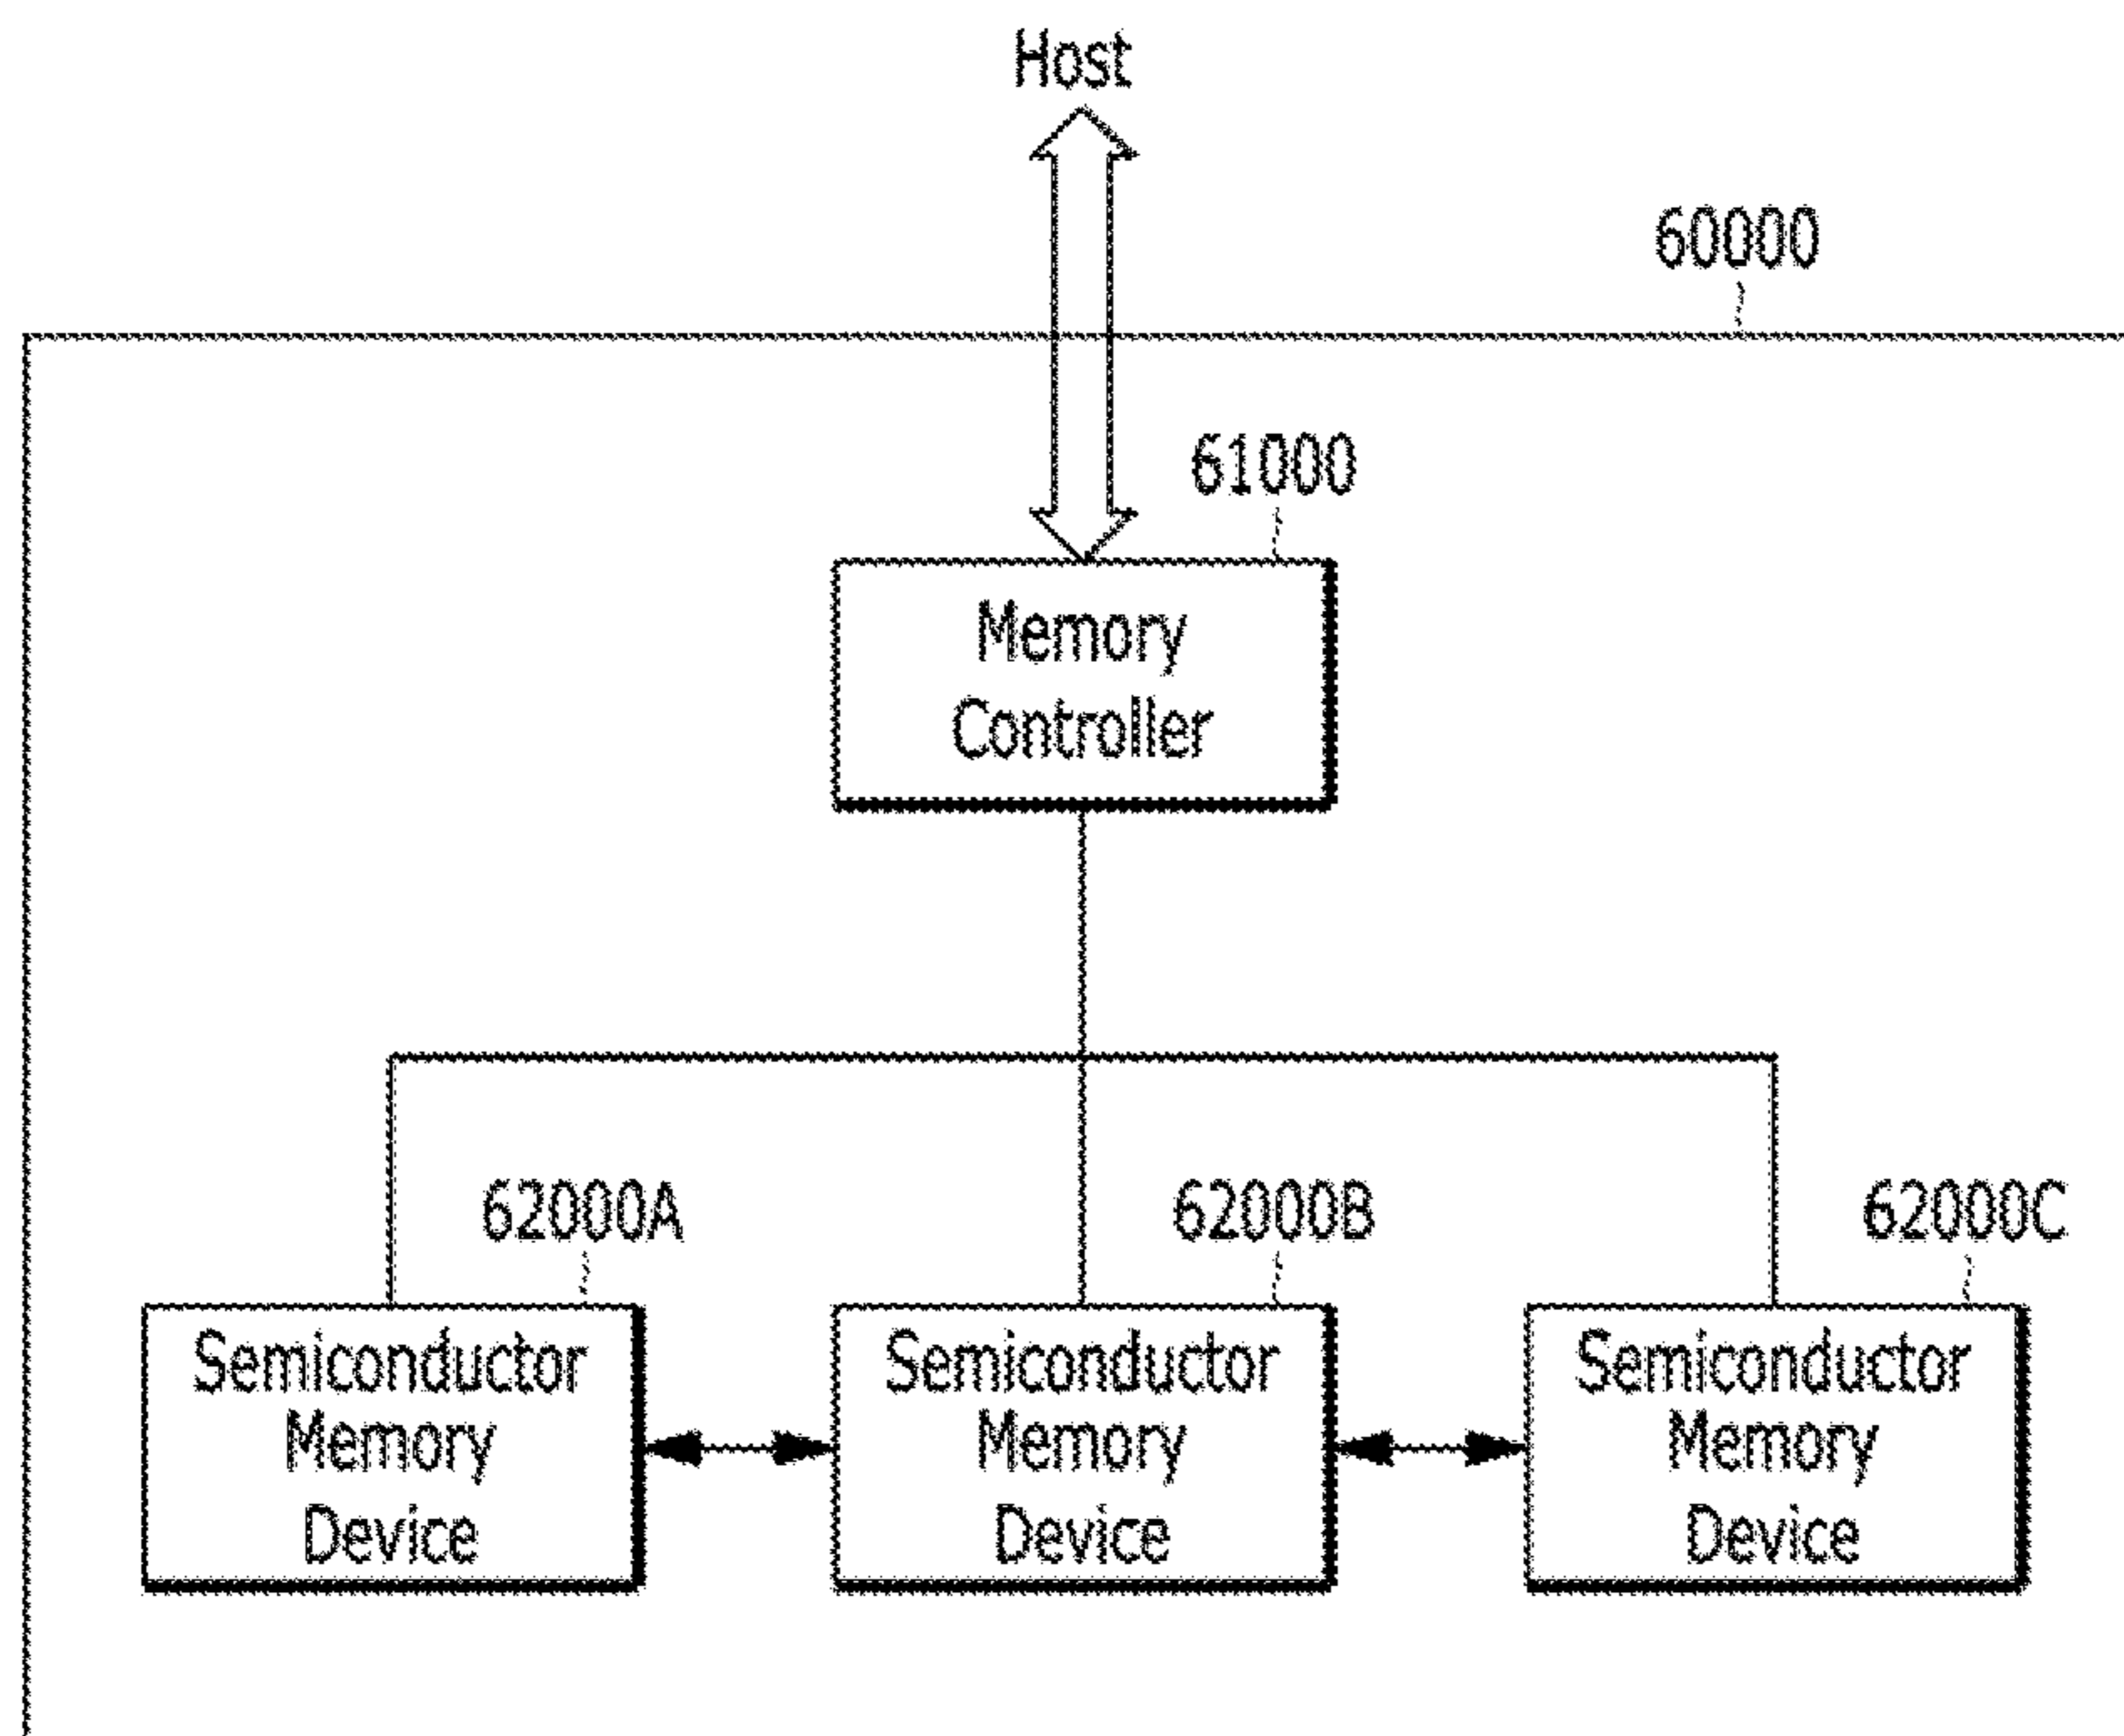 Host
60000
61000
Memory
Controller
62000A
62000B
62000C
Semiconductor
Memory
Device
Semiconductor
Memory
Device
Semiconductor
Memory
Device